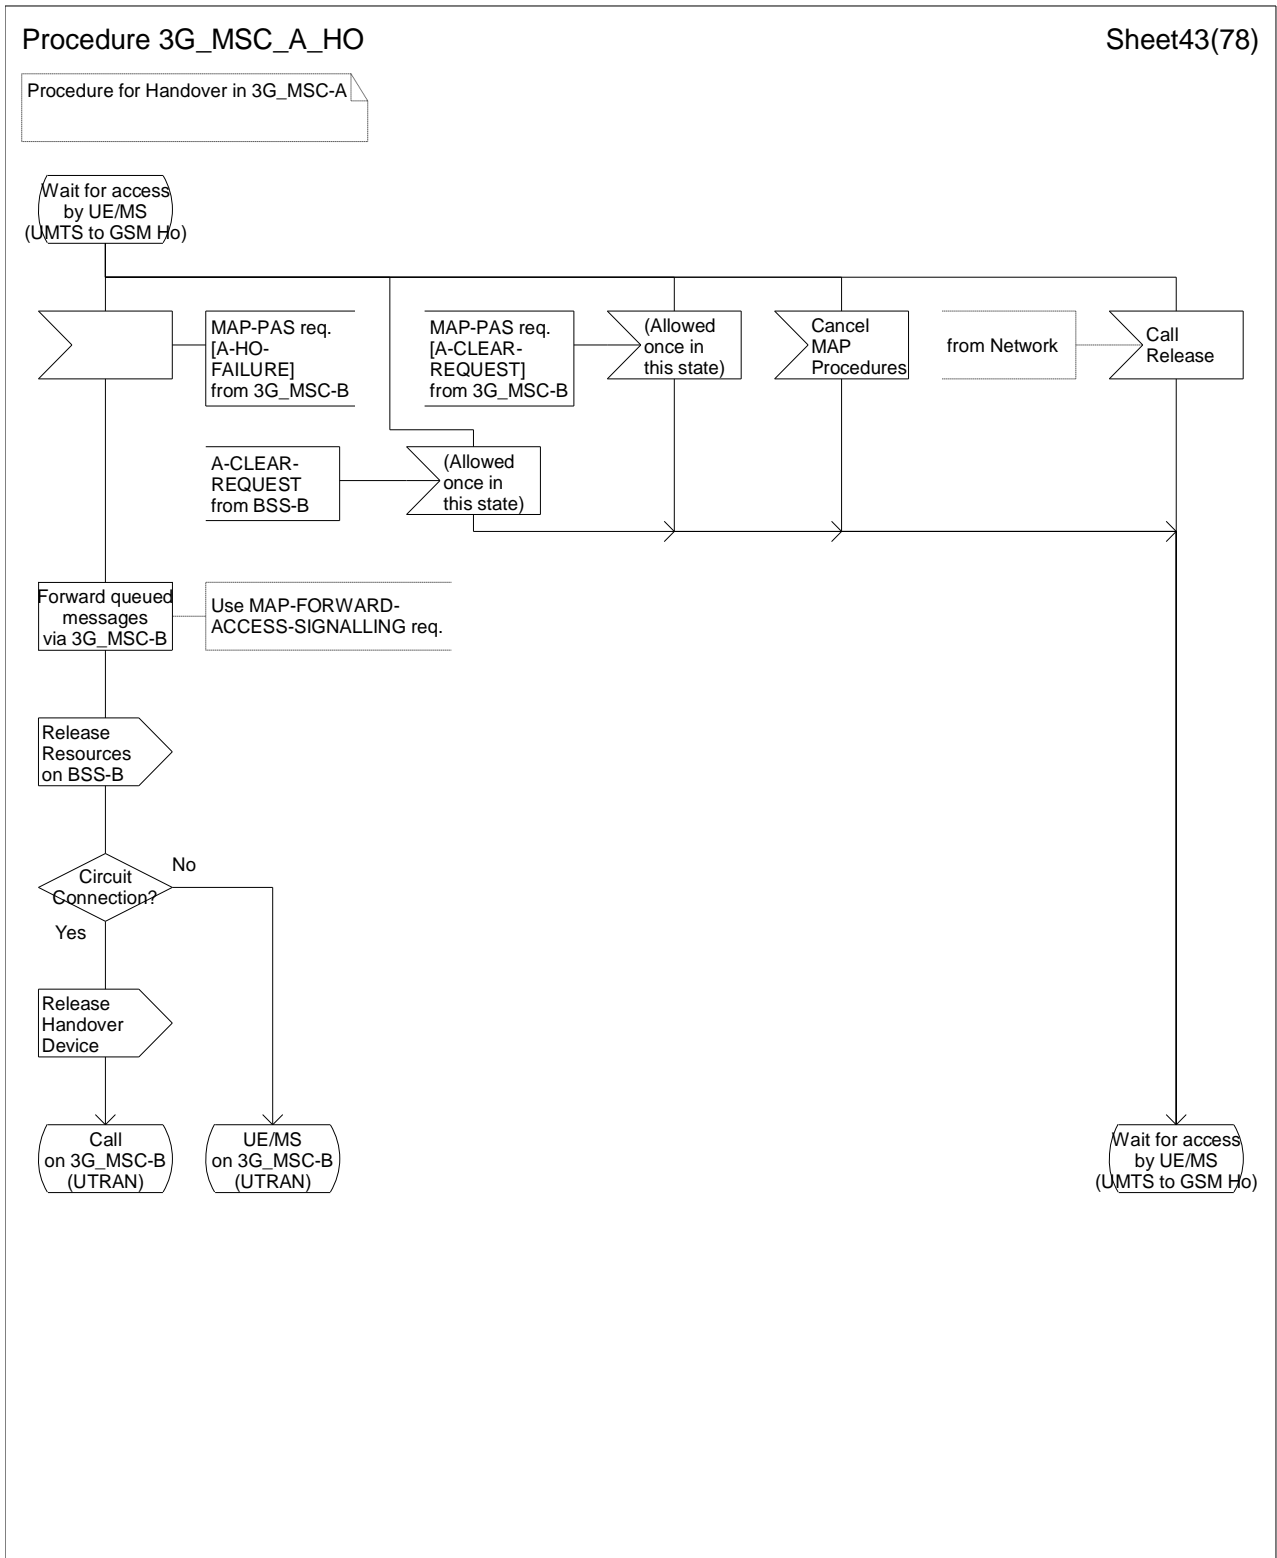 Procedure 3G_MSC_A_HO
Sheet43(78)
Procedure for Handover in 3G_MSC-A
Wait for access
by UE/MS
(UMTS to GSM Ho)
MAP-PAS req.
[A-HO-
FAILURE]
from 3G_MSC-B
MAP-PAS req.
[A-CLEAR-
REQUEST]
from 3G_MSC-B
(Allowed
once in
this state)
Cancel
MAP
Procedures
from Network
Call
Release
A-CLEAR-
REQUEST
from BSS-B
(Allowed
once in
this state)
Forward queued
messages
via 3G_MSC-B
Use MAP-FORWARD-
ACCESS-SIGNALLING req.
Release
Resources
on BSS-B
Circuit
Connection?
No
Yes
Release
Handover
Device
Call
on 3G_MSC-B
(UTRAN)
UE/MS
on 3G_MSC-B
(UTRAN)
Wait for access
by UE/MS
(UMTS to GSM Ho)